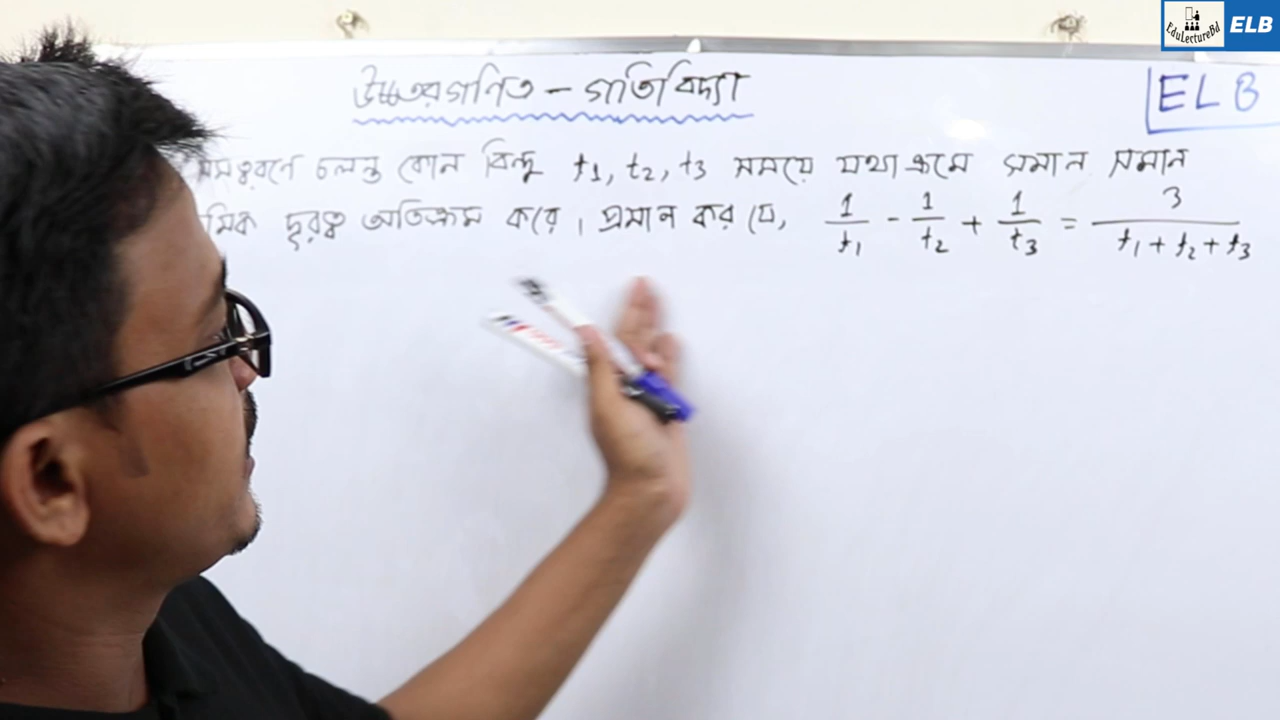 EduLectureBd ELB
উচ্চতরগণিত - গতিবিদ্যা
ELB
সমত্বরণে চলন্ত কোন বিন্দু t₁, t₂, t₃ সময়ে যথাক্রমে সমান সমান
মিক দূরত্ব অতিক্রম করে। প্রমান কর যে, 1/t₁ - 1/t₂ + 1/t₃ = 3/(t₁ + t₂ + t₃)